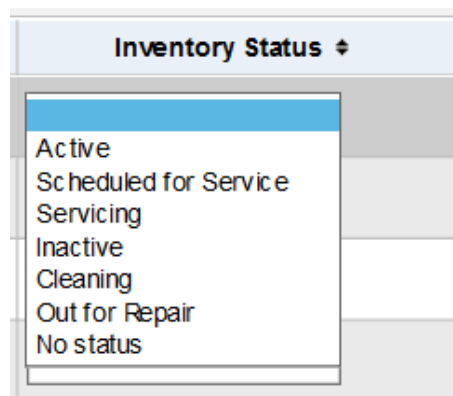 Inventory Status
Active
Scheduled for Service
Servicing
Inactive
Cleaning
Out for Repair
No status